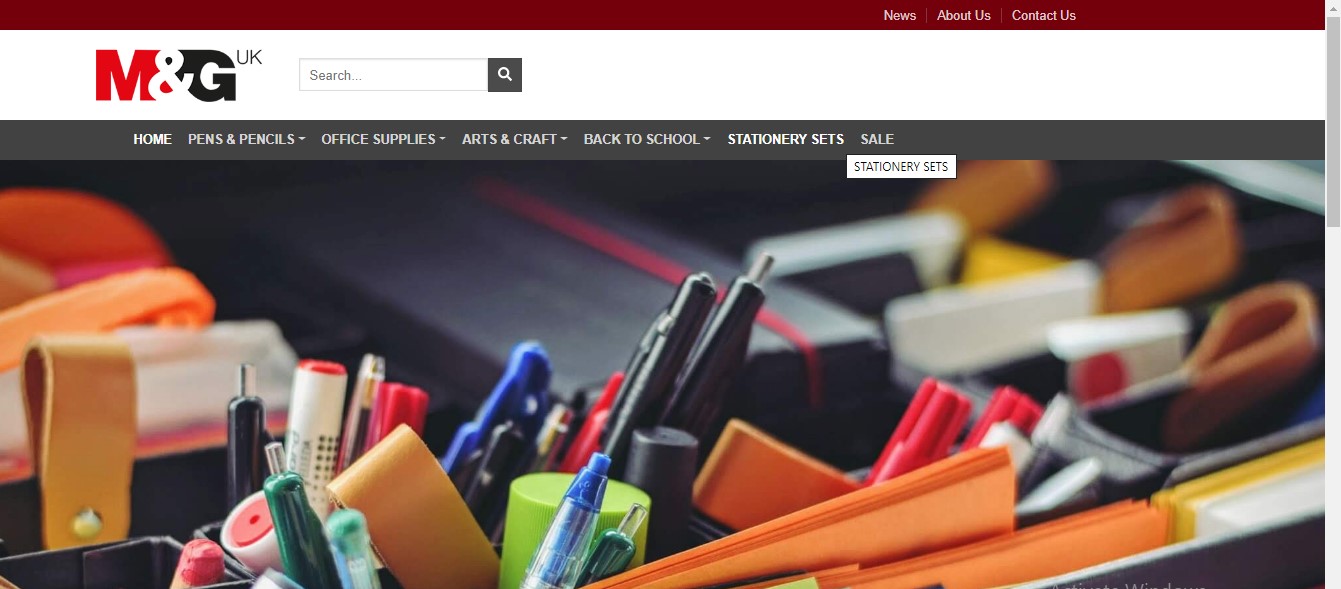 News
About Us
Contact Us
M&G UK
Search...
HOME
PENS & PENCILS
OFFICE SUPPLIES
ARTS & CRAFT
BACK TO SCHOOL
STATIONERY SETS
SALE
STATIONERY SETS
Activate Windows